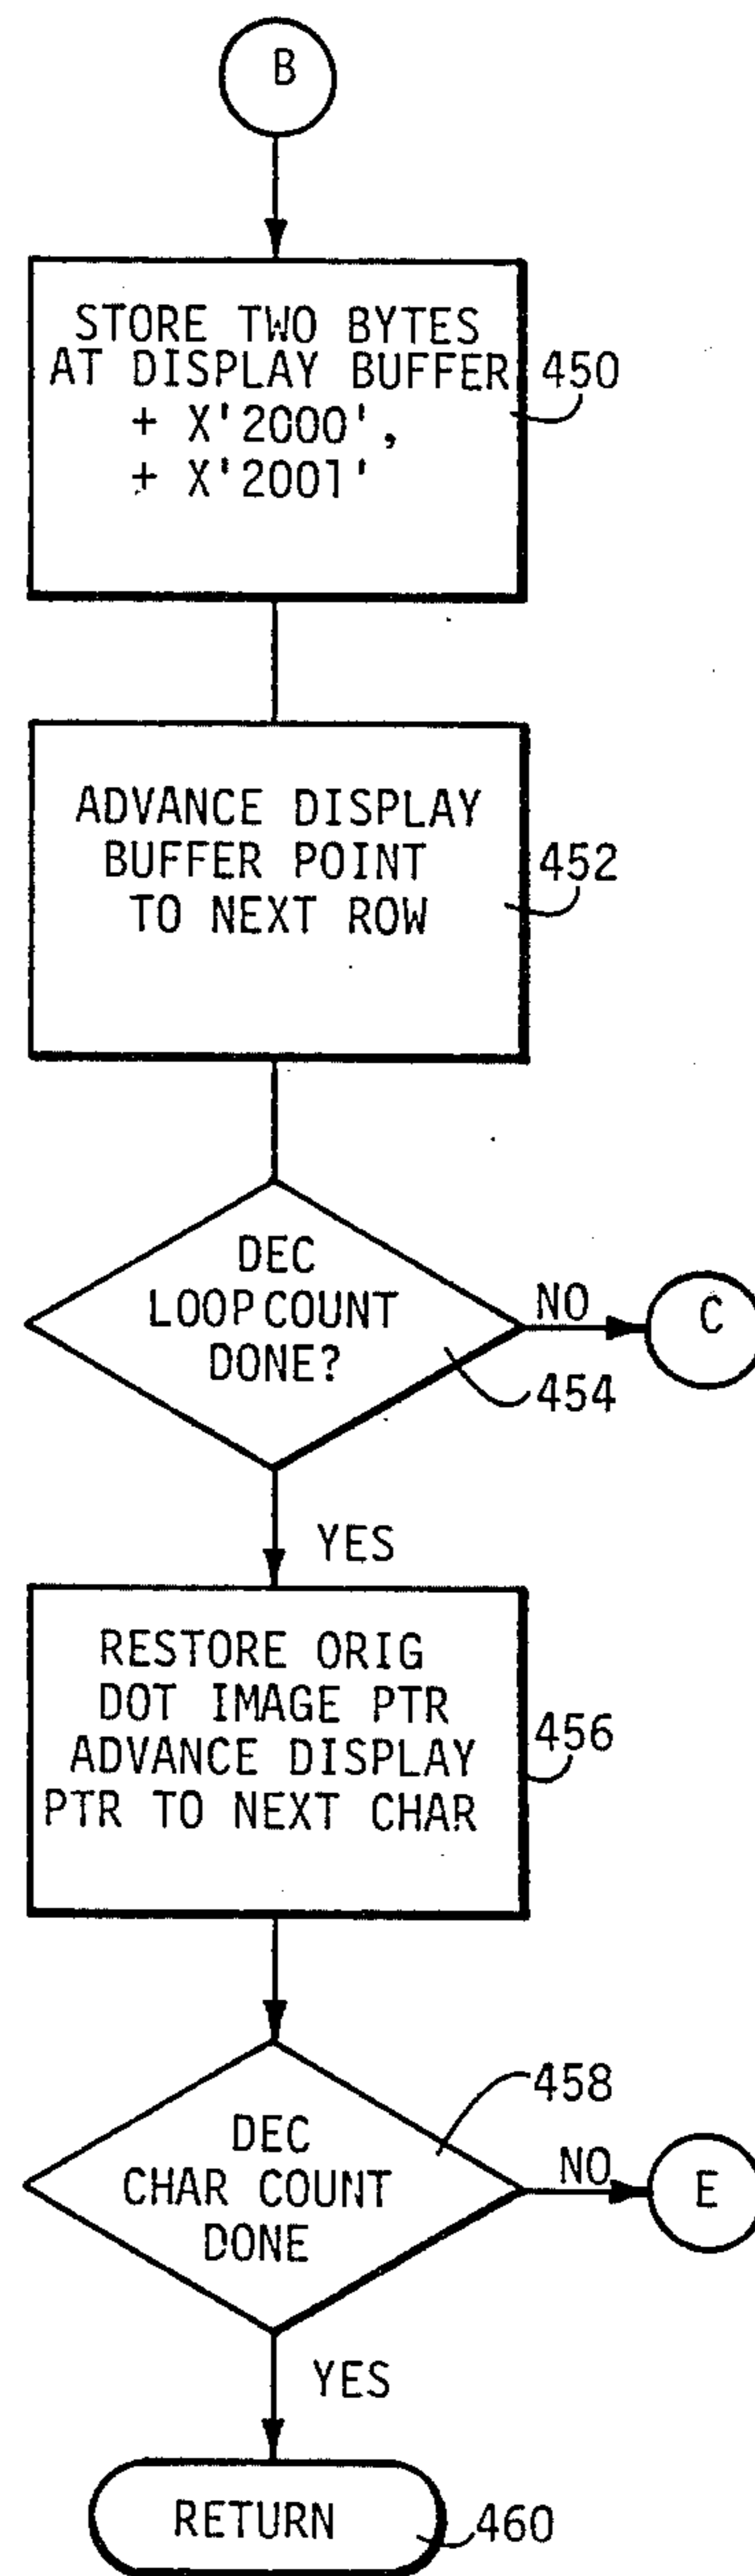 B
STORE TWO BYTES
AT DISPLAY BUFFER
+ X'2000',
+ X'2001'
450
ADVANCE DISPLAY
BUFFER POINT
TO NEXT ROW
452
DEC
LOOP COUNT
DONE?
NO
C
454
YES
RESTORE ORIG
DOT IMAGE PTR
ADVANCE DISPLAY
PTR TO NEXT CHAR
456
458
DEC
CHAR COUNT
DONE
NO
E
YES
RETURN
460